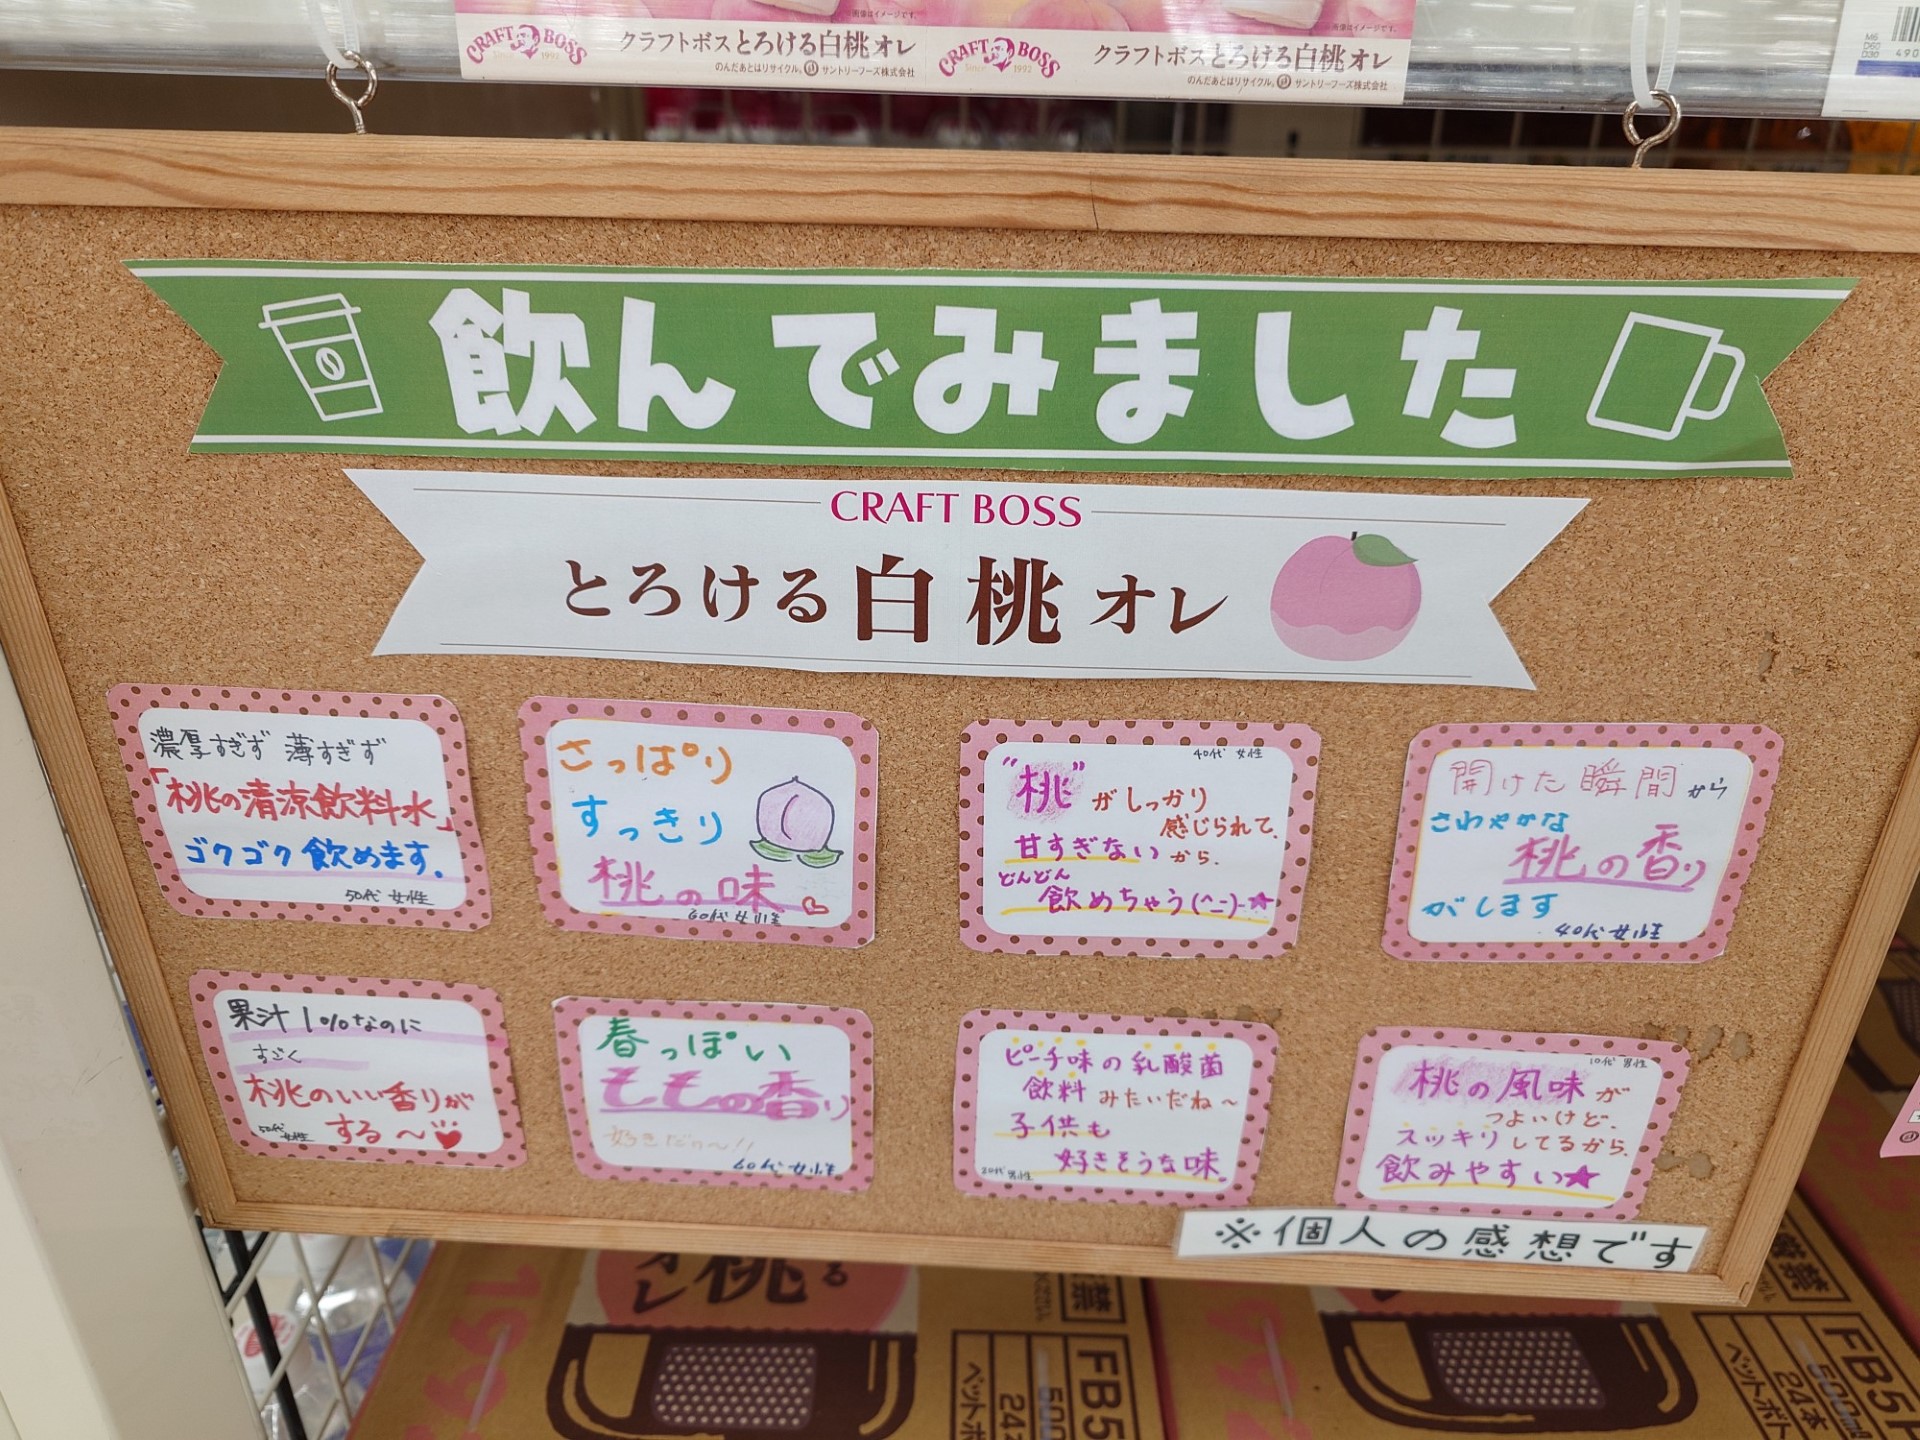 CRAFT BOSS
Since 1992
クラフトボスとろける白桃オレ
のんだあとはリサイクル。サントリーフーズ株式会社
CRAFT BOSS
Since 1992
クラフトボスとろける白桃オレ
のんだあとはリサイクル。サントリーフーズ株式会社
飲んでみました
CRAFT BOSS
とろける白桃オレ
濃厚すぎず 薄すぎず
「桃の清涼飲料水」
ゴクゴク飲めます。
50代 女性
さっぱり
すっきり
桃の味
60代 女性
40代 女性
"桃"がしっかり
感じられて、
甘すぎないから、
どんどん
飲めちゃう(^-)-☆
開けた瞬間から
さわやかな
桃の香り
がします
40代 女性
果汁1%なのに
すごく
桃のいい香りが
する〜
50代 女性
春っぽい
ももの香り
好きだな〜!!
40代 女性
ピーチ味の乳酸菌
飲料みたいだね〜
子供も
好きそうな味。
20代 男性
10代 男性
桃の風味が
つよいけど、
スッキリしてるから、
飲みやすい★
※個人の感想です